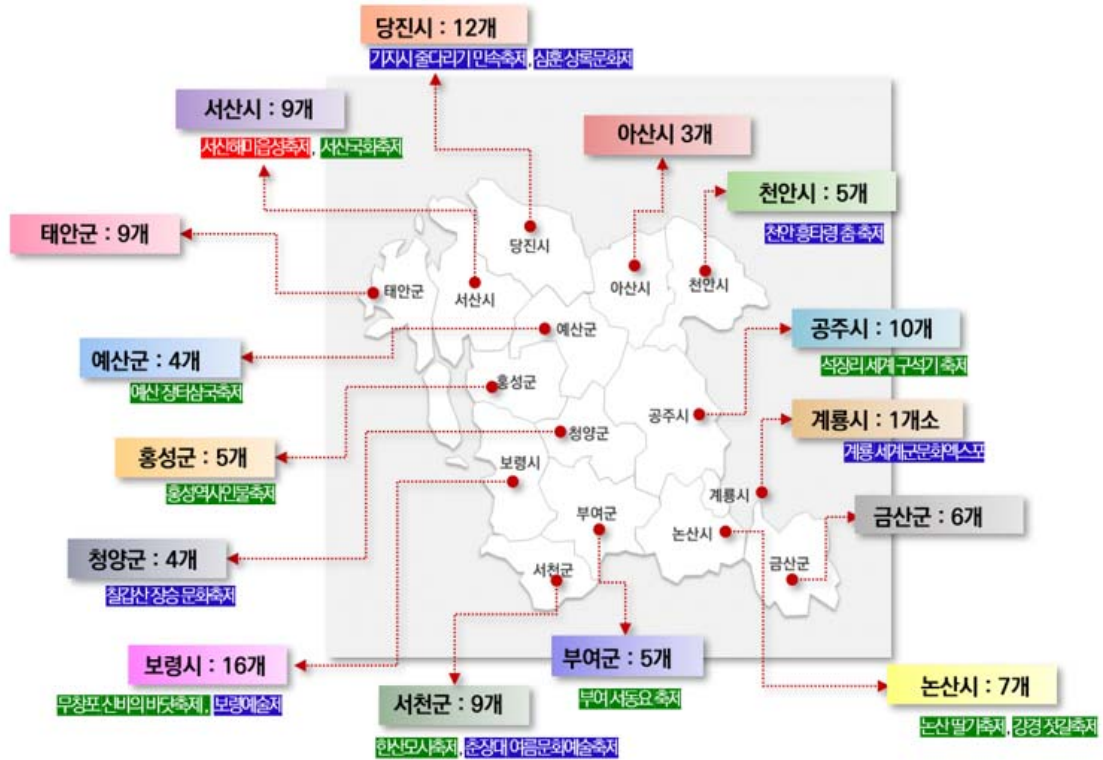 당진시 : 12개
기지시 줄다리기 민속축제, 심훈 상록문화제
서산시 : 9개
서산해미읍성축제, 서산국화축제
아산시 3개
천안시 : 5개
천안 흥타령 춤 축제
태안군 : 9개
당진시
태안군
서산시
아산시
천안시
예산군
공주시 : 10개
석장리 세계 구석기 축제
예산군 : 4개
예산 장터삼국축제
홍성군
공주시
계룡시 : 1개소
계룡 세계군문화엑스포
청양군
홍성군 : 5개
홍성역사인물축제
보령시
계룡시
부여군
논산시
금산군 : 6개
청양군 : 4개
칠갑산 장승 문화축제
서천군
금산군
보령시 : 16개
무창포 신비의 바닷축제, 보령예술제
부여군 : 5개
부여 서동요 축제
서천군 : 9개
한산모시축제, 춘장대 여름문화예술축제
논산시 : 7개
논산 딸기축제, 강경 젓갈축제